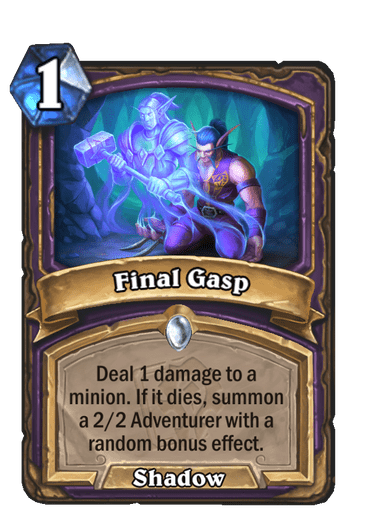 1
Final Gasp
Deal 1 damage to a
minion. If it dies, summon
a 2/2 Adventurer with a
random bonus effect.
Shadow